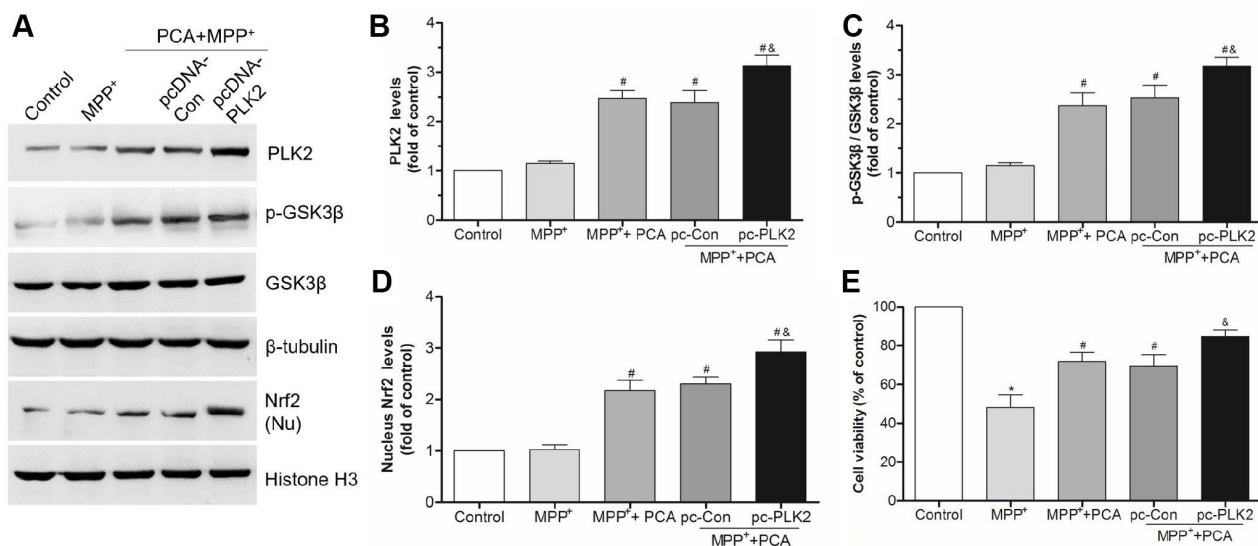 A
PCA+MPP⁺
Control
MPP⁺
pcDNA-
Con
pcDNA-
PLK2
PLK2
p-GSK3β
GSK3β
β-tubulin
Nrf2
(Nu)
Histone H3
B
PLK2 levels
(fold of control)
4
3
2
1
0
#
#
#&
Control
MPP⁺
MPP⁺+ PCA
pc-Con
pc-PLK2
MPP⁺+PCA
C
p-GSK3β / GSK3β levels
(fold of control)
4
3
2
1
0
#
#
#&
Control
MPP⁺
MPP⁺+ PCA
pc-Con
pc-PLK2
MPP⁺+PCA
D
Nucleus Nrf2 levels
(fold of control)
4
3
2
1
0
#
#
#&
Control
MPP⁺
MPP⁺+ PCA
pc-Con
pc-PLK2
MPP⁺+PCA
E
Cell viability (% of control)
100
80
60
40
20
0
*
#
#
&
Control
MPP⁺
MPP⁺+PCA
pc-Con
pc-PLK2
MPP⁺+PCA